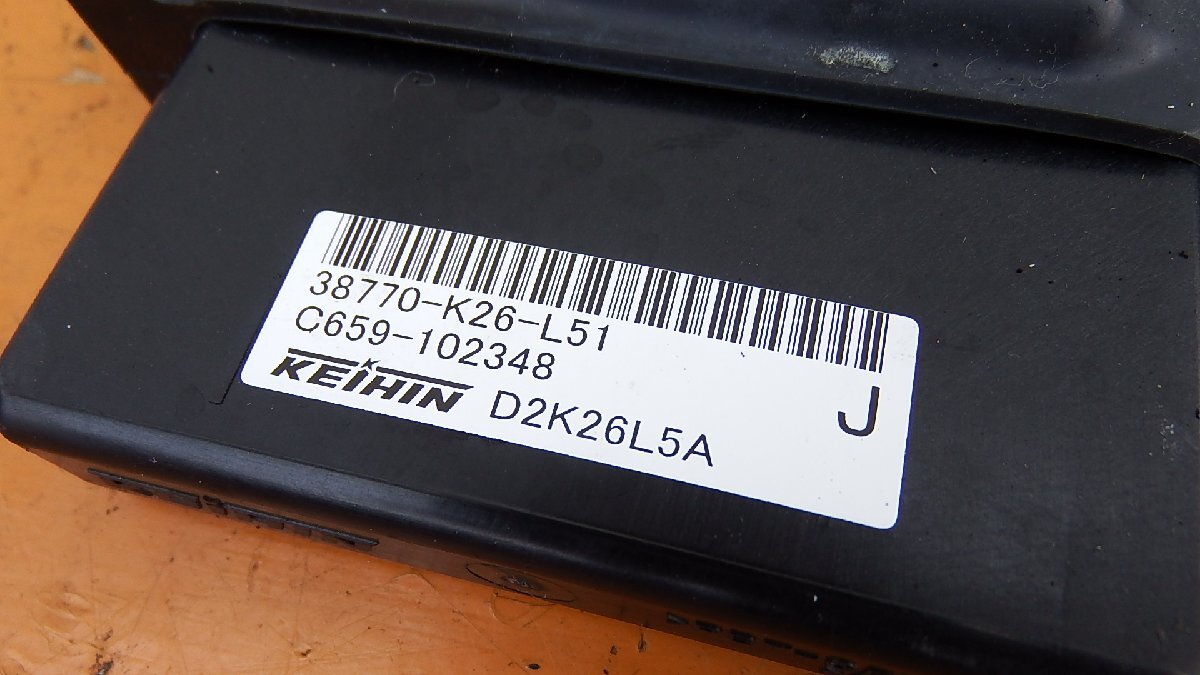 38770-K26-L51
C659-102348
KEIHIN D2K26L5A
J